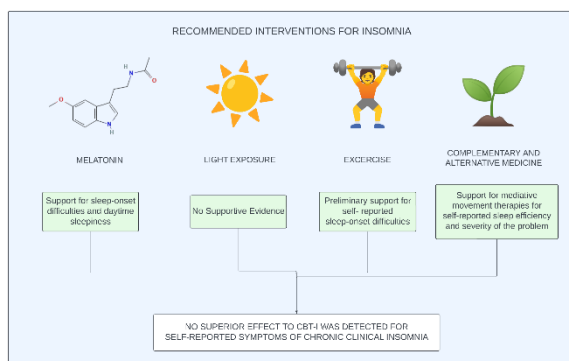 RECOMMENDED INTERVENTIONS FOR INSOMNIA
O
H
N
O
N
H
MELATONIN
LIGHT EXPOSURE
EXCERCISE
COMPLEMENTARY AND
ALTERNATIVE MEDICINE
Support for sleep-onset
difficulties and daytime
sleepiness
No Supportive Evidence
Preliminary support for
self- reported
sleep-onset difficulties
Support for mediative
movement therapies for
self-reported sleep efficiency
and severity of the problem
NO SUPERIOR EFFECT TO CBT-I WAS DETECTED FOR
SELF-REPORTED SYMPTOMS OF CHRONIC CLINICAL INSOMNIA